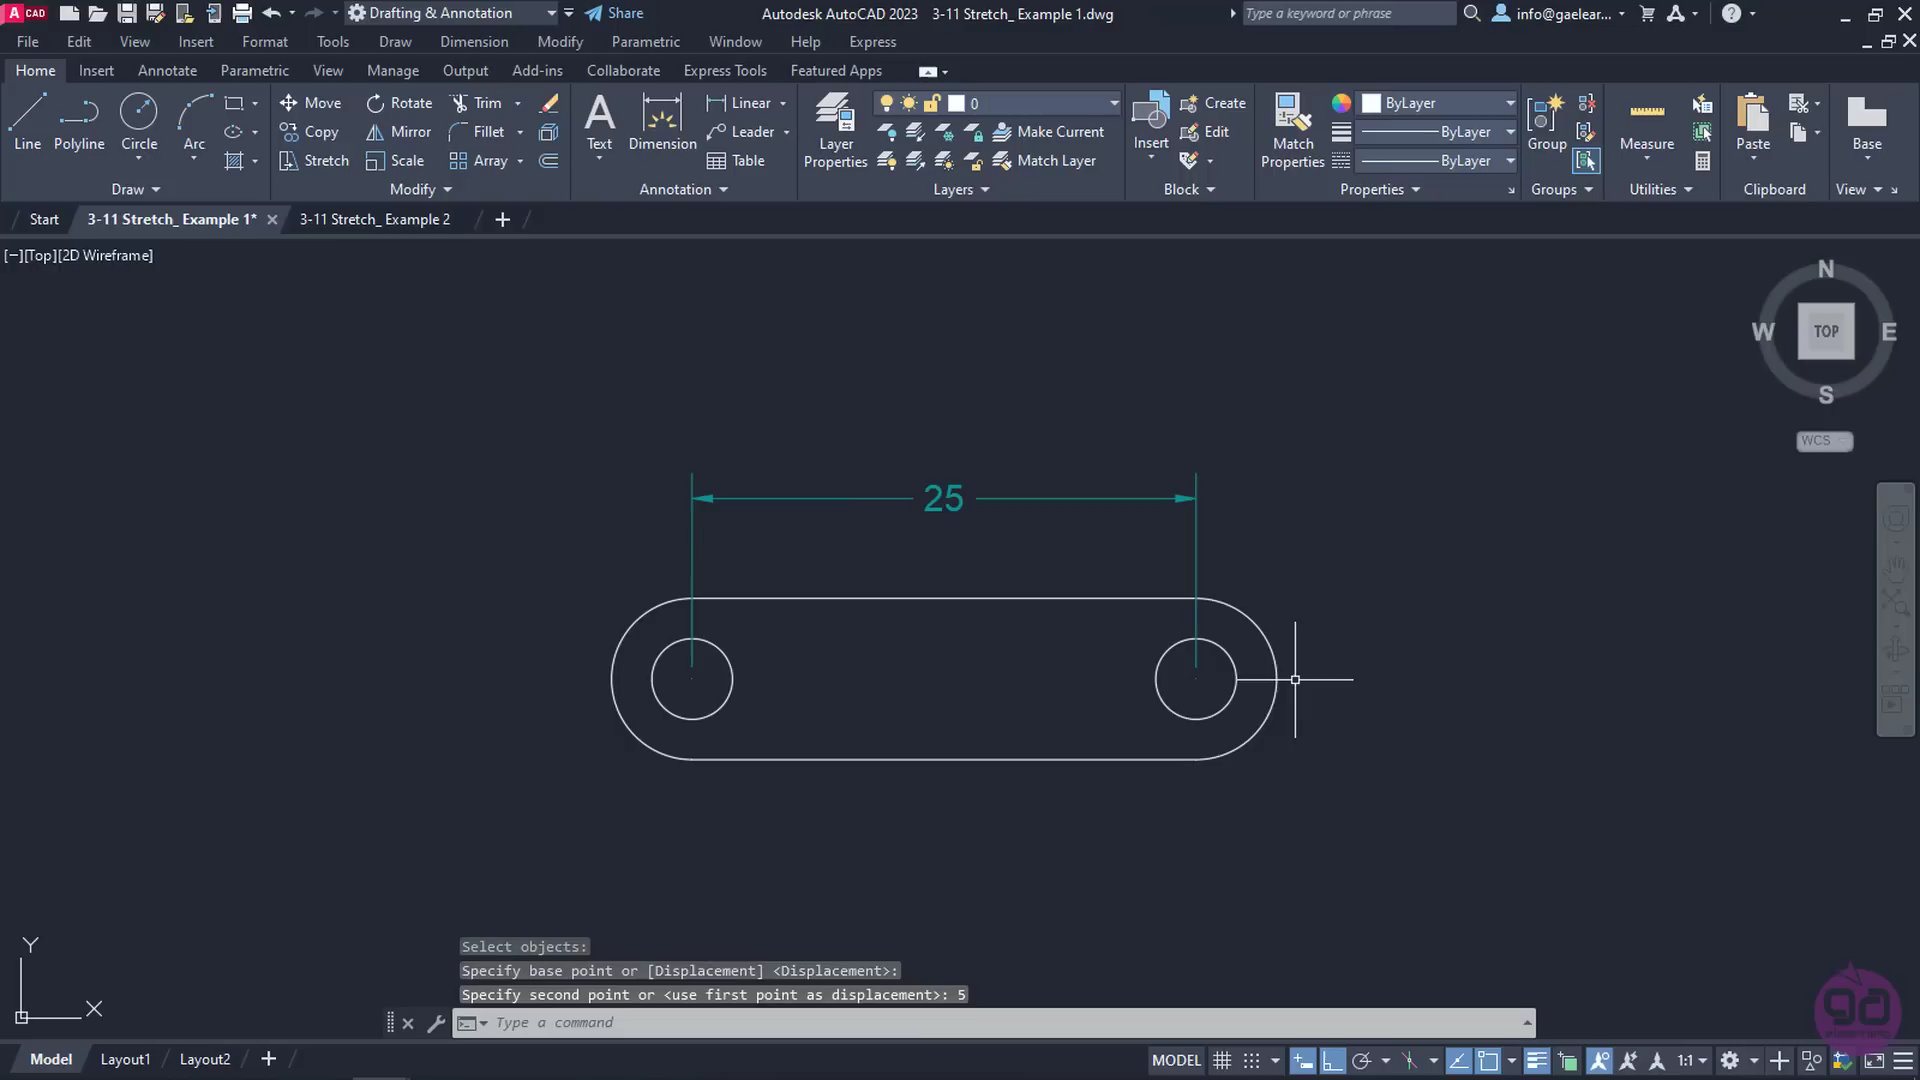 CAD
Drafting & Annotation
Share
Autodesk AutoCAD 2023 3-11 Stretch_ Example 1.dwg
Type a keyword or phrase
info@gaelear...
File Edit View Insert Format Tools Draw Dimension Modify Parametric Window Help Express
Home Insert Annotate Parametric View Manage Output Add-ins Collaborate Express Tools Featured Apps
Line Polyline Circle Arc
Draw
Move Rotate Trim
Copy Mirror Fillet
Stretch Scale Array
Modify
Text Dimension
Linear
Leader
Table
Annotation
Layer Properties
0
Make Current
Match Layer
Layers
Insert
Create
Edit
Block
Match Properties
ByLayer
ByLayer
ByLayer
Properties
Group
Groups
Measure
Utilities
Paste
Clipboard
Base
View
Start 3-11 Stretch_ Example 1* 3-11 Stretch_ Example 2
[−][Top][2D Wireframe]
N
W TOP E
S
WCS
25
Y
X
Select objects:
Specify base point or [Displacement] <Displacement>:
Specify second point or <use first point as displacement>: 5
Type a command
Model Layout1 Layout2
MODEL
1:1